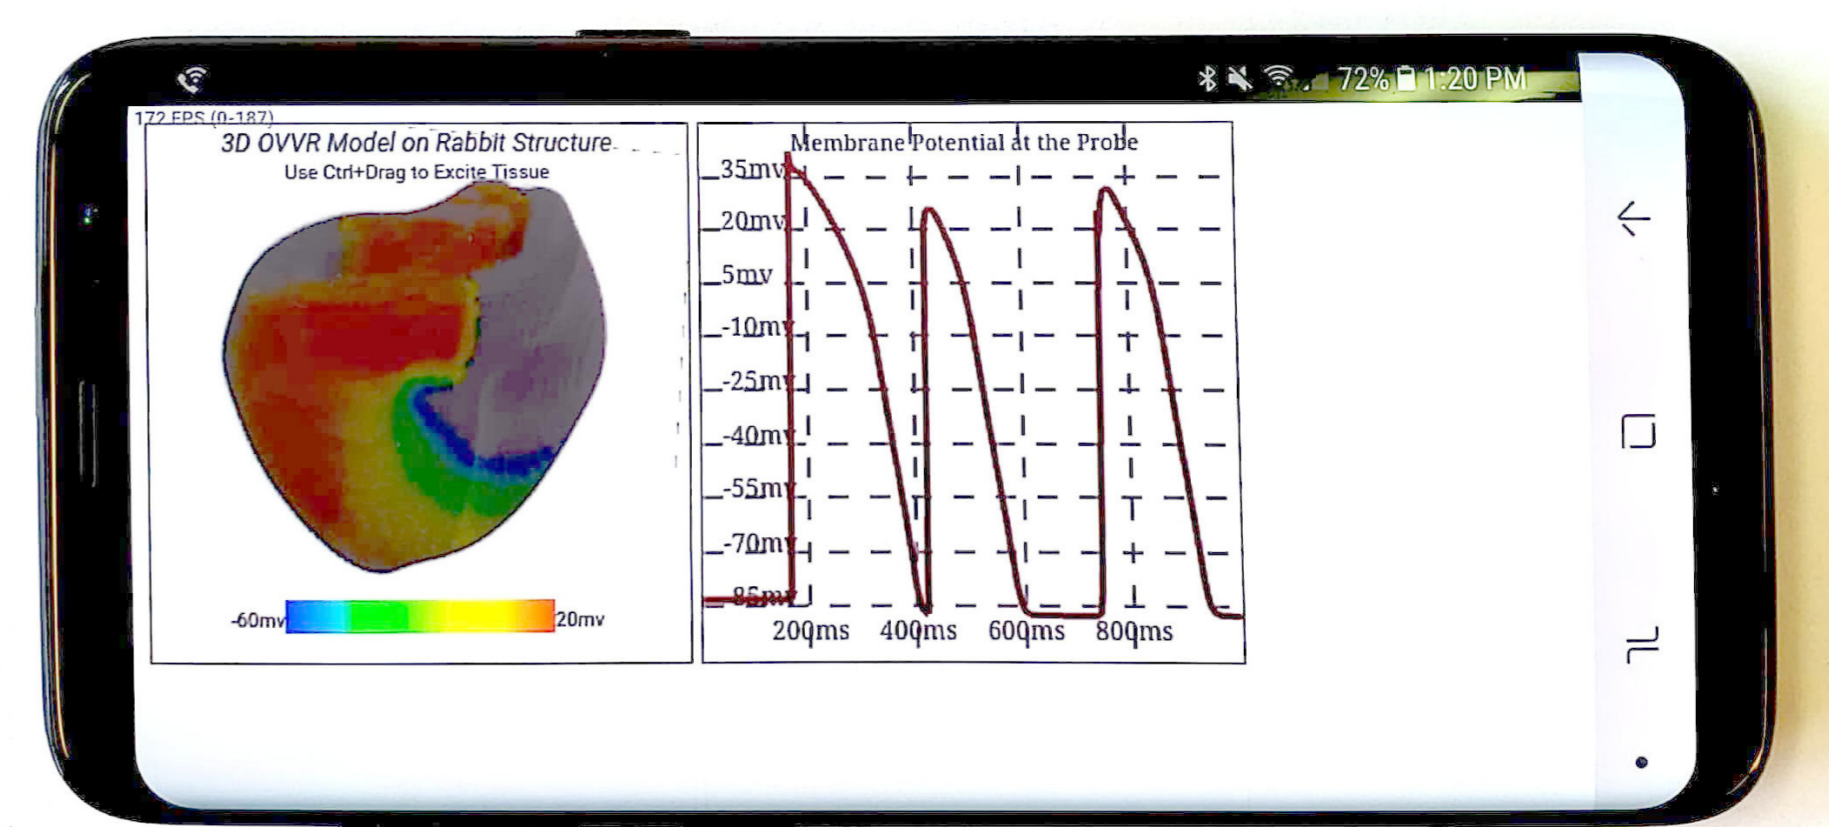 72% 1:20 PM
172 FPS (0-187)
3D OVVR Model on Rabbit Structure
Use Ctrl+Drag to Excite Tissue
-60mv
20mv
Membrane Potential at the Probe
35mv
20mv
5mv
-10mv
-25mv
-40mv
-55mv
-70mv
-85mv
200ms 400ms 600ms 800ms